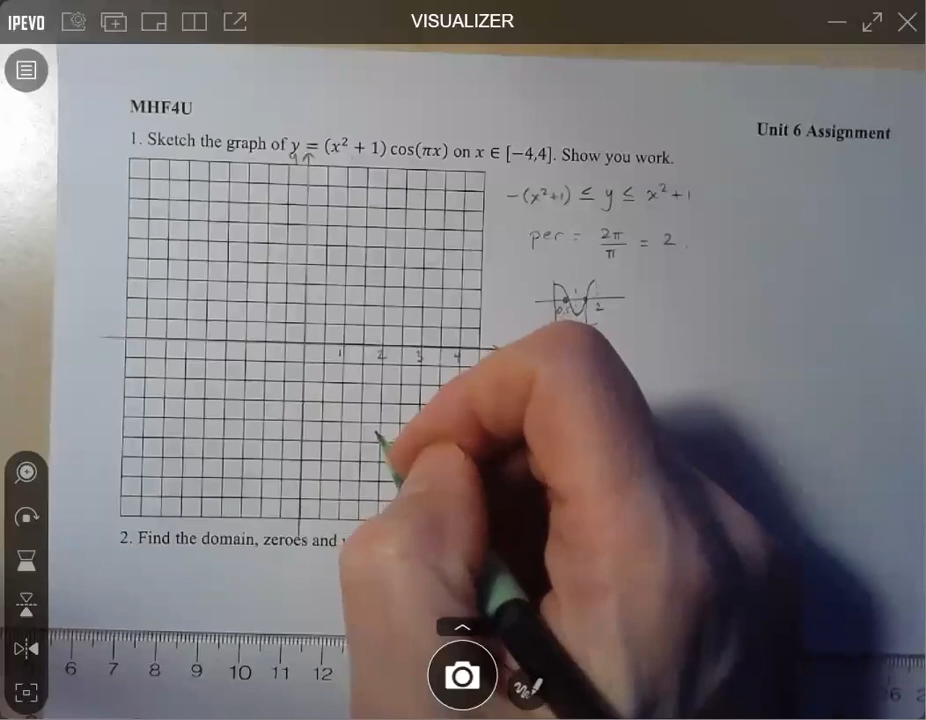 IPEVO
VISUALIZER
MHF4U
Unit 6 Assignment
1. Sketch the graph of y = (x² + 1) cos(πx) on x ∈ [−4,4]. Show you work.
-(x²+1) ≤ y ≤ x²+1
per = 2π/π = 2.
1
2
1 2 3 4
2. Find the domain, zeroes and
6 7 8 9 10 11 12